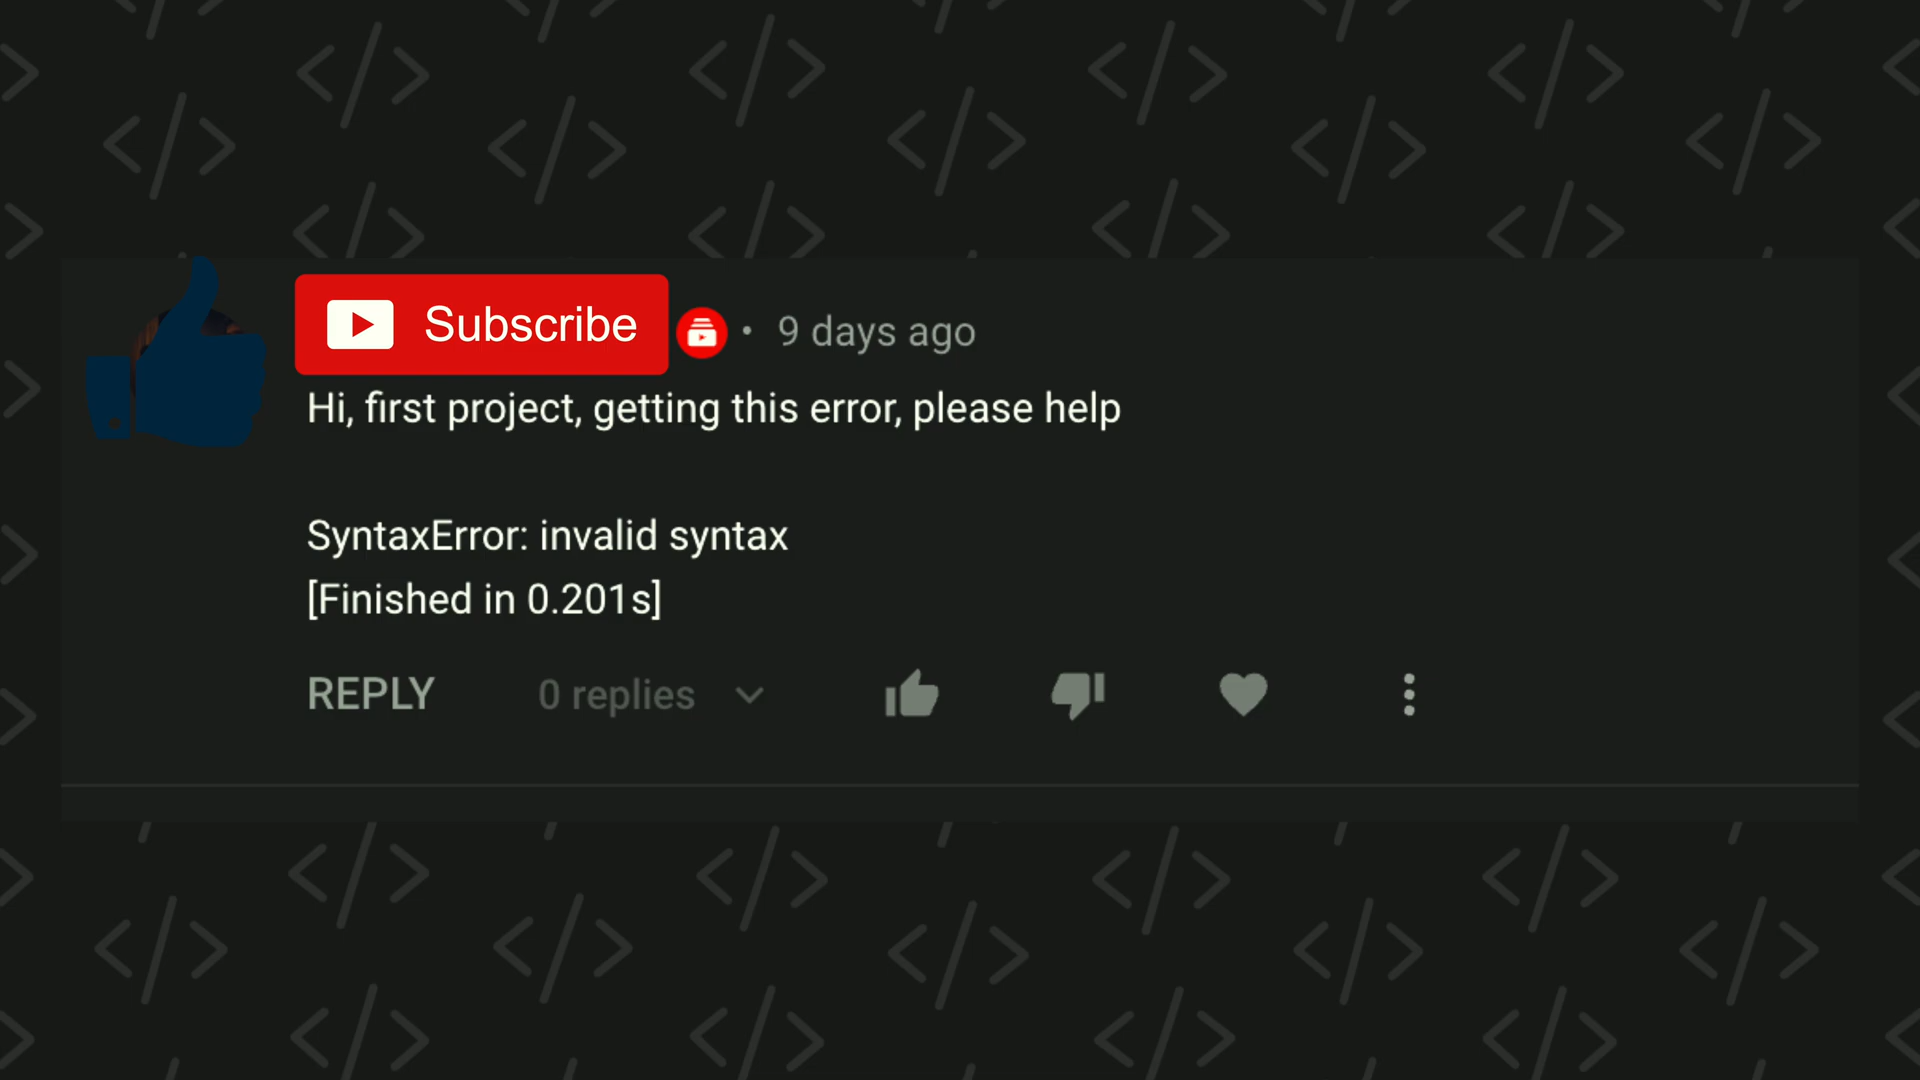 Subscribe • 9 days ago
Hi, first project, getting this error, please help
SyntaxError: invalid syntax
[Finished in 0.201s]
REPLY 0 replies